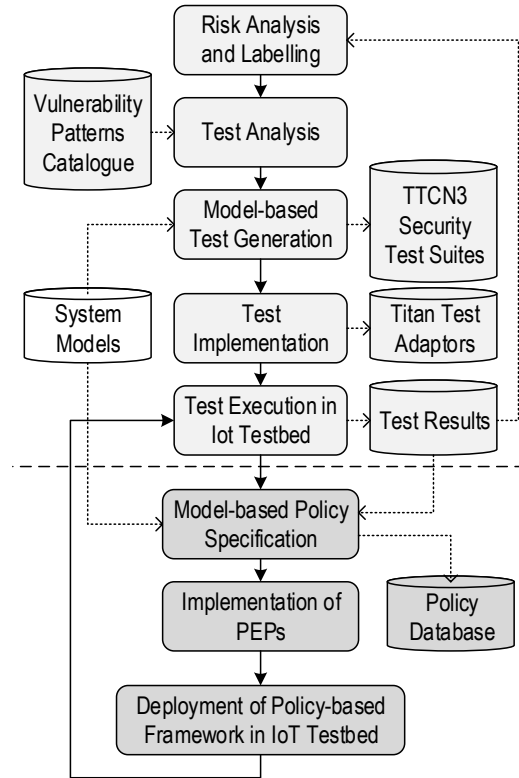 Risk Analysis
and Labelling
Vulnerability
Patterns
Catalogue
Test Analysis
Model-based
Test Generation
TTCN3
Security
Test Suites
System
Models
Test
Implementation
Titan Test
Adaptors
Test Execution in
Iot Testbed
Test Results
Model-based Policy
Specification
Implementation of
PEPs
Policy
Database
Deployment of Policy-based
Framework in IoT Testbed